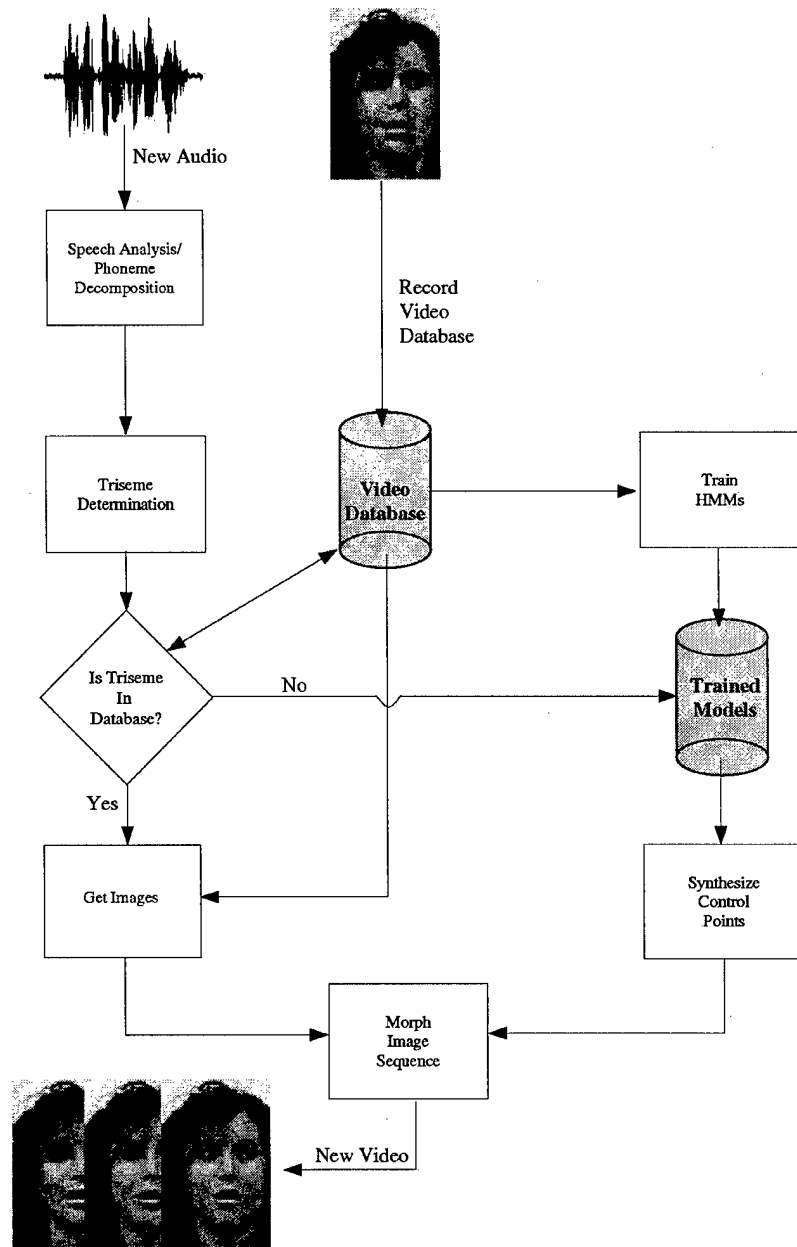 New Audio
Speech Analysis/
Phoneme
Decomposition
Record
Video
Database
Triseme
Determination
Video
Database
Train
HMMs
Is Triseme
In
Database?
No
Trained
Models
Yes
Get Images
Synthesize
Control
Points
Morph
Image
Sequence
New Video